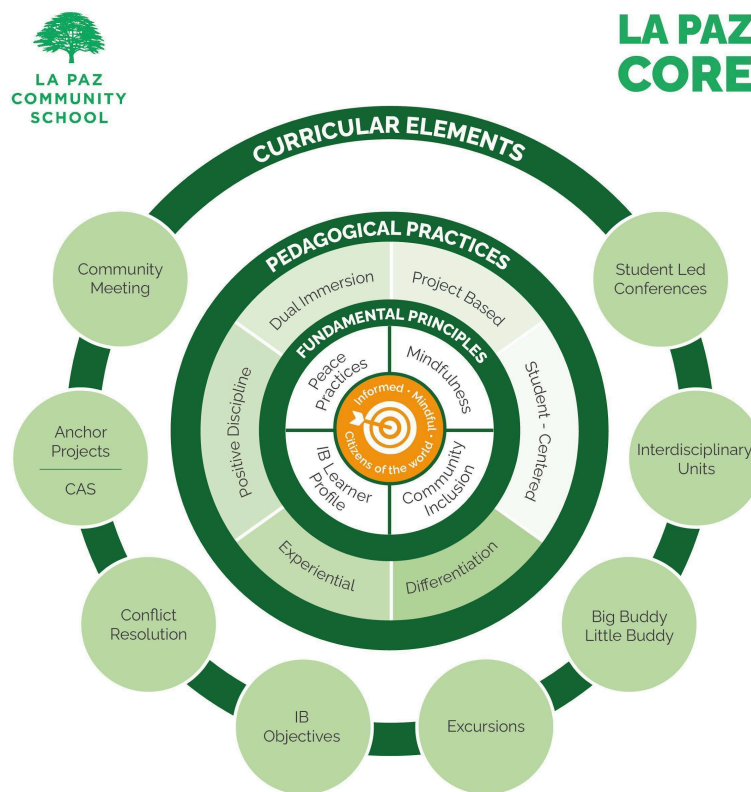 LA PAZ
COMMUNITY
SCHOOL
LA PAZ
CORE
CURRICULAR ELEMENTS
Community
Meeting
Student Led
Conferences
Anchor
Projects
CAS
Interdisciplinary
Units
Conflict
Resolution
Big Buddy
Little Buddy
IB
Objectives
Excursions
PEDAGOGICAL PRACTICES
Dual Immersion
Project Based
Positive Discipline
Student - Centered
Experiential
Differentiation
FUNDAMENTAL PRINCIPLES
Peace
Practices
Mindfulness
IB Learner
Profile
Community
Inclusion
Informed • Mindful •
Citizens of the world •